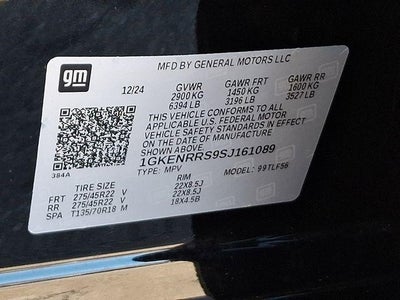 gm
MFD BY GENERAL MOTORS LLC
12/24 GVWR GAWR FRT GAWR RR
2900 KG 1450 KG 1600 KG
6394 LB 3196 LB 3527 LB
THIS VEHICLE CONFORMS TO ALL
APPLICABLE U.S. FEDERAL MOTOR
VEHICLE SAFETY STANDARDS IN EFFECT
ON THE DATE OF MANUFACTURE
SHOWN ABOVE.
1GKENRRS9SJ161089
384A TYPE: MPV MODEL: 99TLF56
TIRE SIZE RIM
FRT 275/45R22 V 22X8.5J
RR 275/45R22 V 22X8.5J
SPA T135/70R18 M 18X4.5B